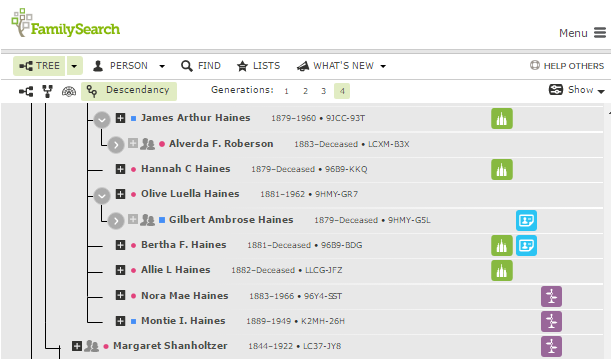 FamilySearch
Menu
TREE PERSON FIND LISTS WHAT'S NEW HELP OTHERS
Descendancy Generations: 1 2 3 4 Show
James Arthur Haines 1879–1960 • 9JCC-93T
Alverda F. Roberson 1883–Deceased • LCXM-B3X
Hannah C Haines 1879–Deceased • 96B9-KKQ
Olive Luella Haines 1881–1962 • 9HMY-GR7
Gilbert Ambrose Haines 1879–Deceased • 9HMY-G5L
Bertha F. Haines 1881–Deceased • 96B9-BDG
Allie L Haines 1882–Deceased • LLCG-JFZ
Nora Mae Haines 1883–1966 • 96Y4-SST
Montie I. Haines 1889–1949 • K2MH-26H
Margaret Shanholtzer 1844–1922 • LC37-JY8